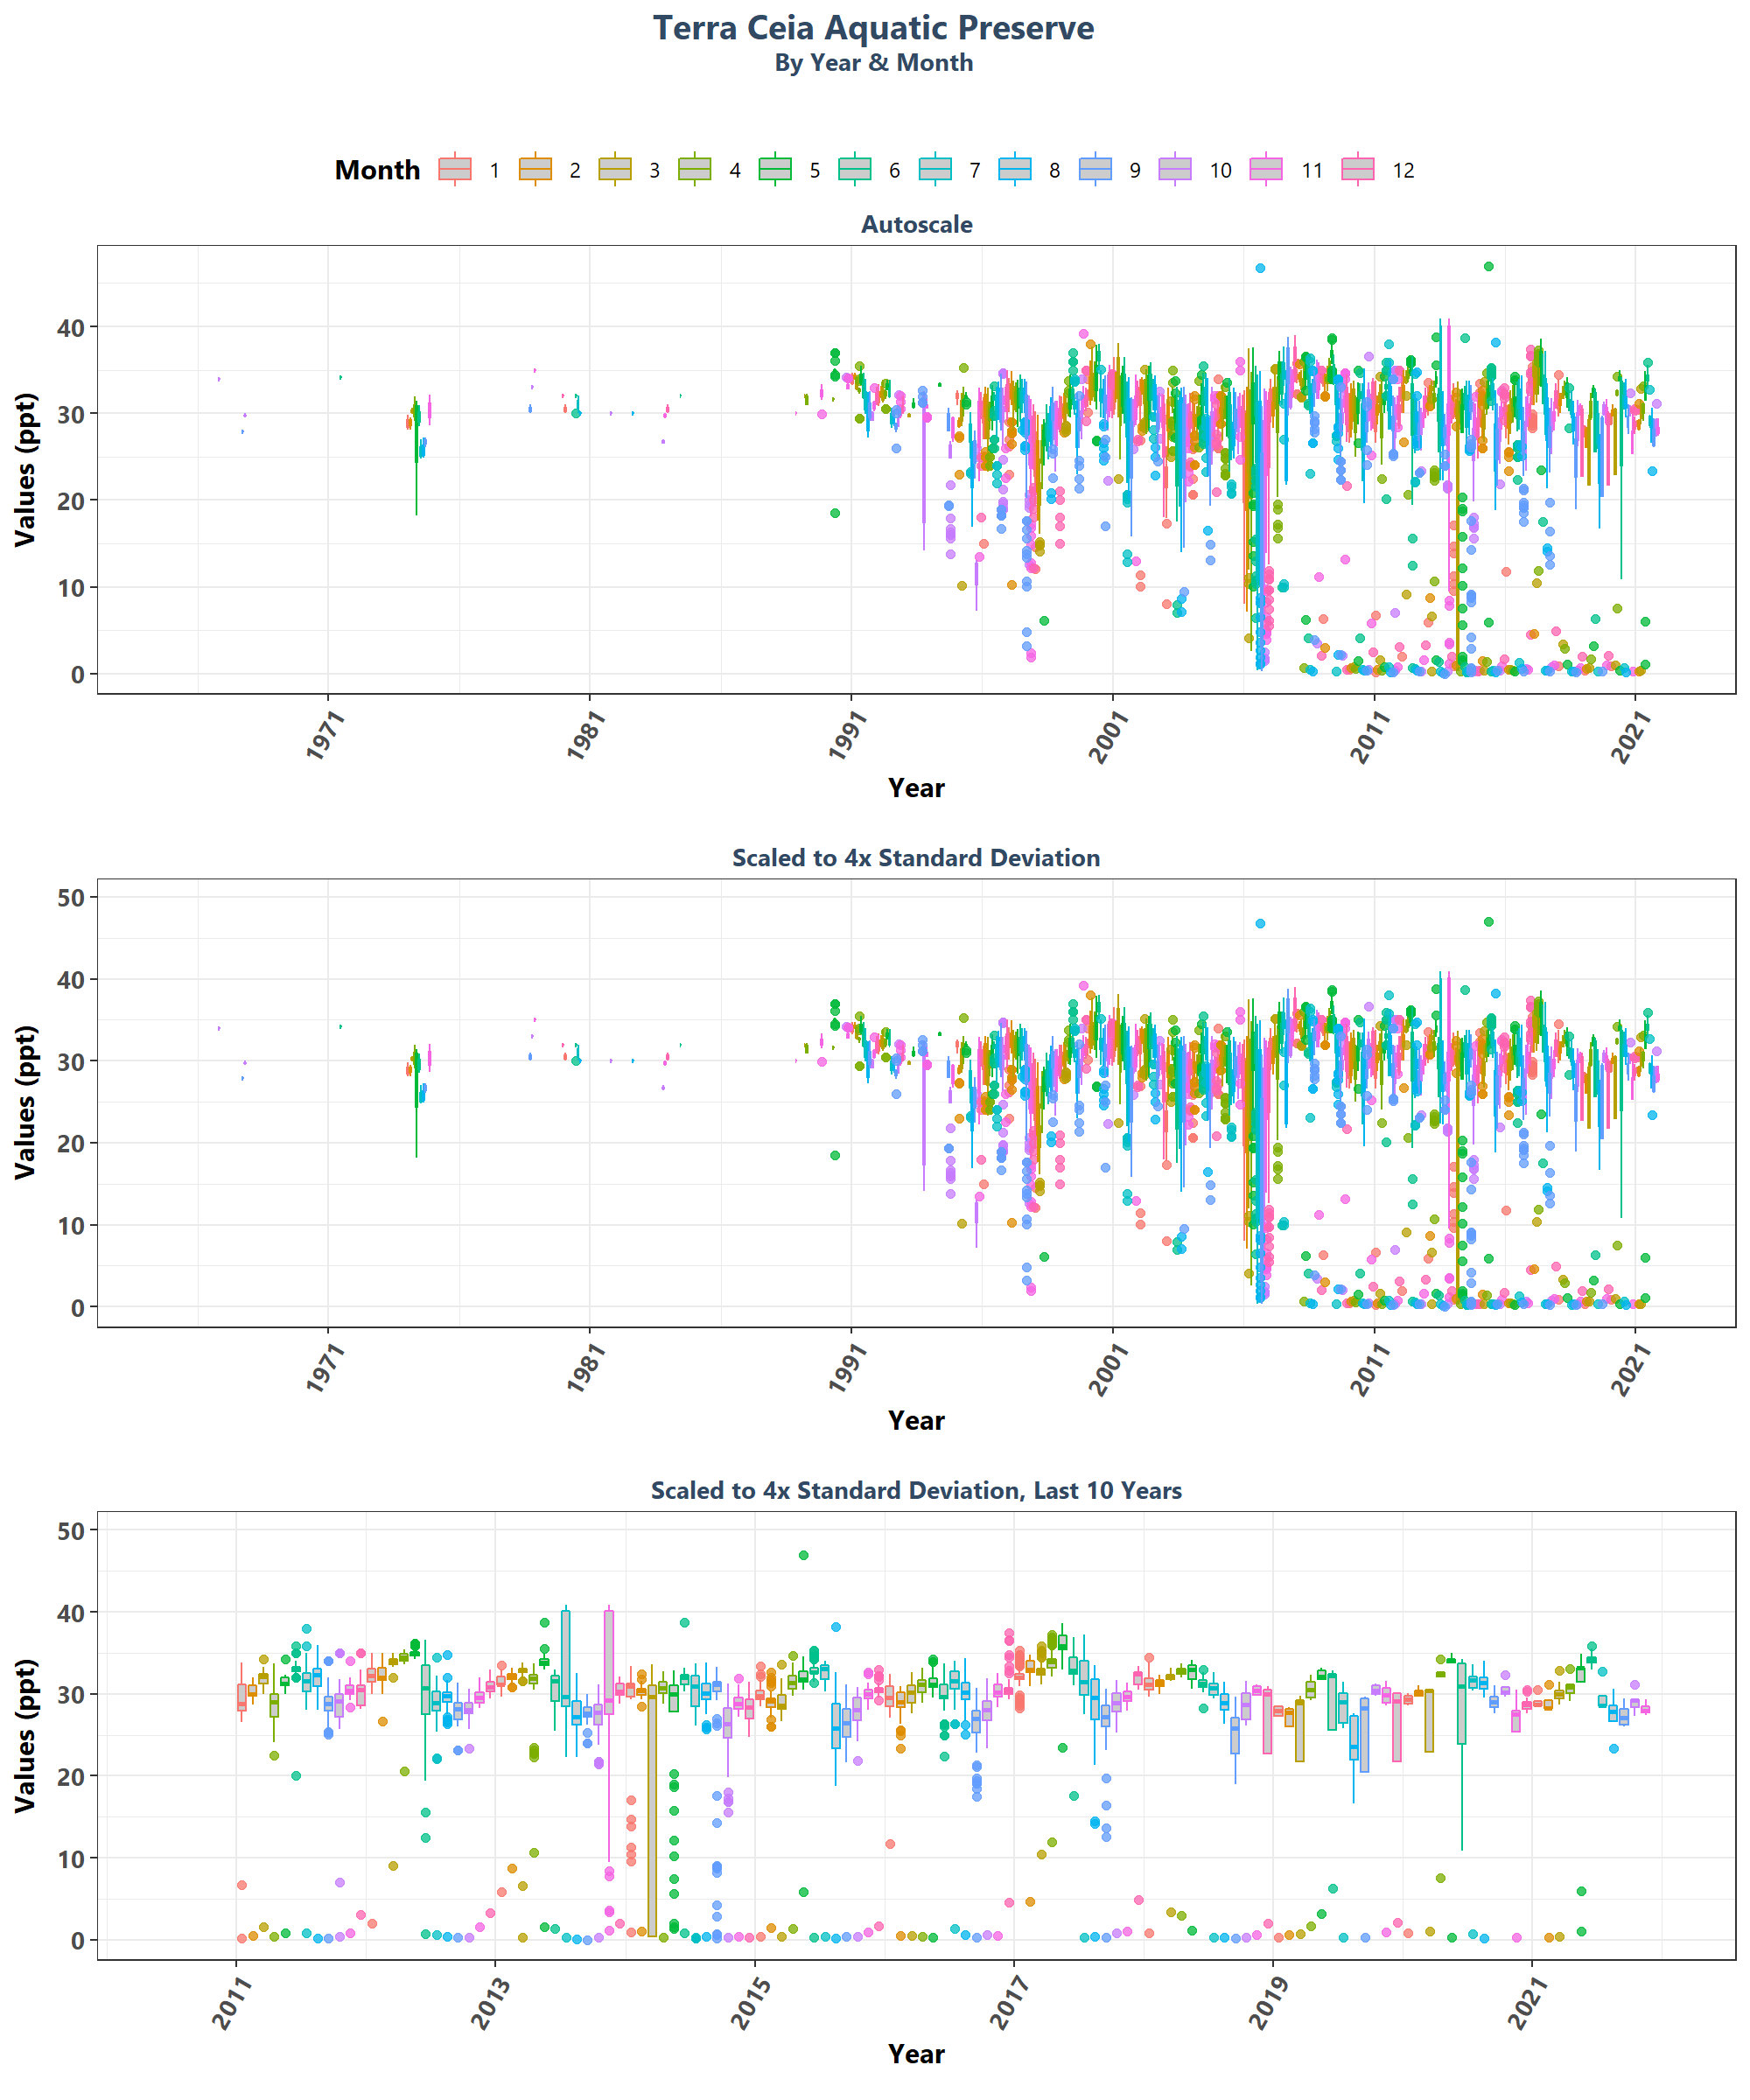 Terra Ceia Aquatic Preserve
By Year & Month
Month 1 2 3 4 5 6 7 8 9 10 11 12
Autoscale
Values (ppt)
40
30
20
10
0
1971 1981 1991 2001 2011 2021
Year
Scaled to 4x Standard Deviation
Values (ppt)
50
40
30
20
10
0
1971 1981 1991 2001 2011 2021
Year
Scaled to 4x Standard Deviation, Last 10 Years
Values (ppt)
50
40
30
20
10
0
2011 2013 2015 2017 2019 2021
Year